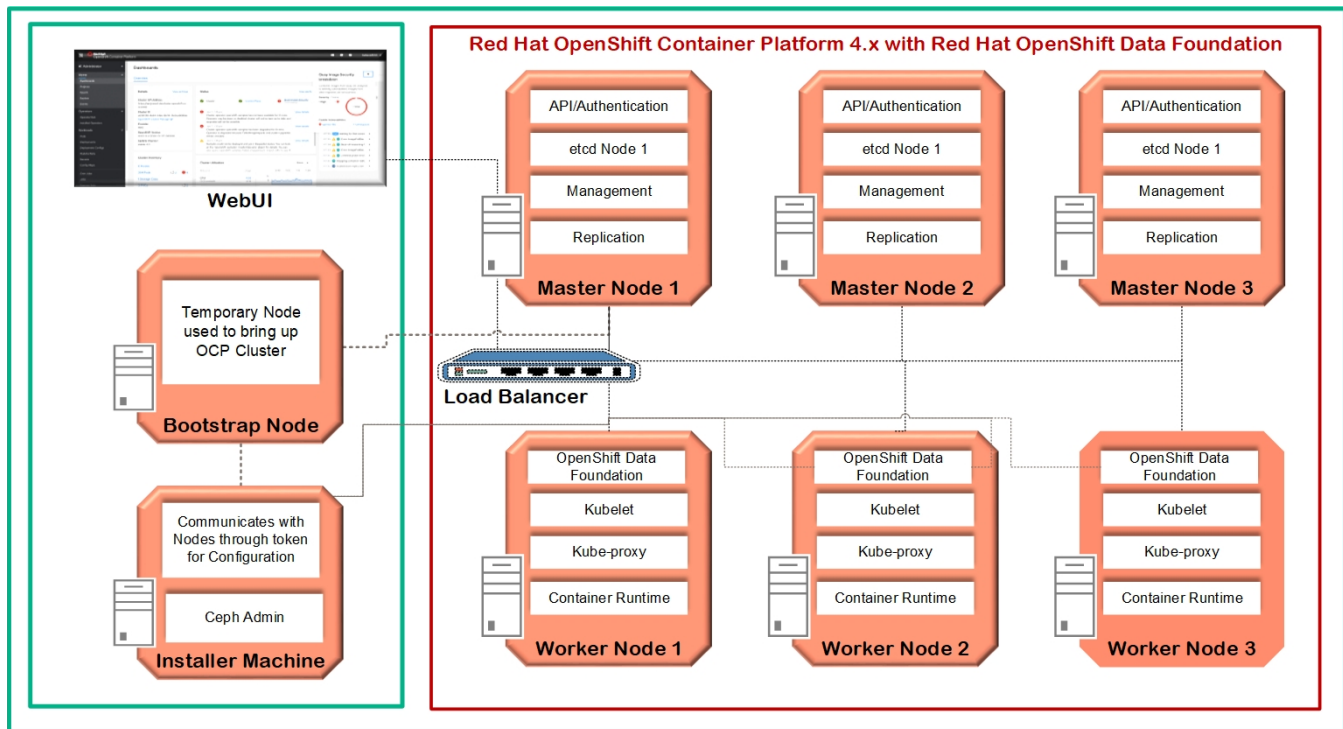 Red Hat OpenShift Container Platform 4.x with Red Hat OpenShift Data Foundation
Dashboards
WebUI
Temporary Node
used to bring up
OCP Cluster
Bootstrap Node
Communicates with
Nodes through token
for Configuration
Ceph Admin
Installer Machine
API/Authentication
etcd Node 1
Management
Replication
Master Node 1
API/Authentication
etcd Node 1
Management
Replication
Master Node 2
API/Authentication
etcd Node 1
Management
Replication
Master Node 3
Load Balancer
OpenShift Data
Foundation
Kubelet
Kube-proxy
Container Runtime
Worker Node 1
OpenShift Data
Foundation
Kubelet
Kube-proxy
Container Runtime
Worker Node 2
OpenShift Data
Foundation
Kubelet
Kube-proxy
Container Runtime
Worker Node 3